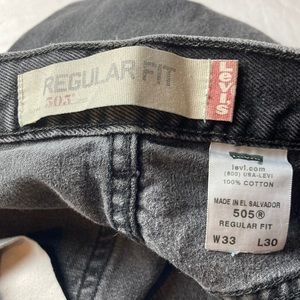 REGULAR FIT
505
Levi's
levi.com
(800) USA-LEVI
100% COTTON
MADE IN EL SALVADOR
505®
REGULAR FIT
W33 L30